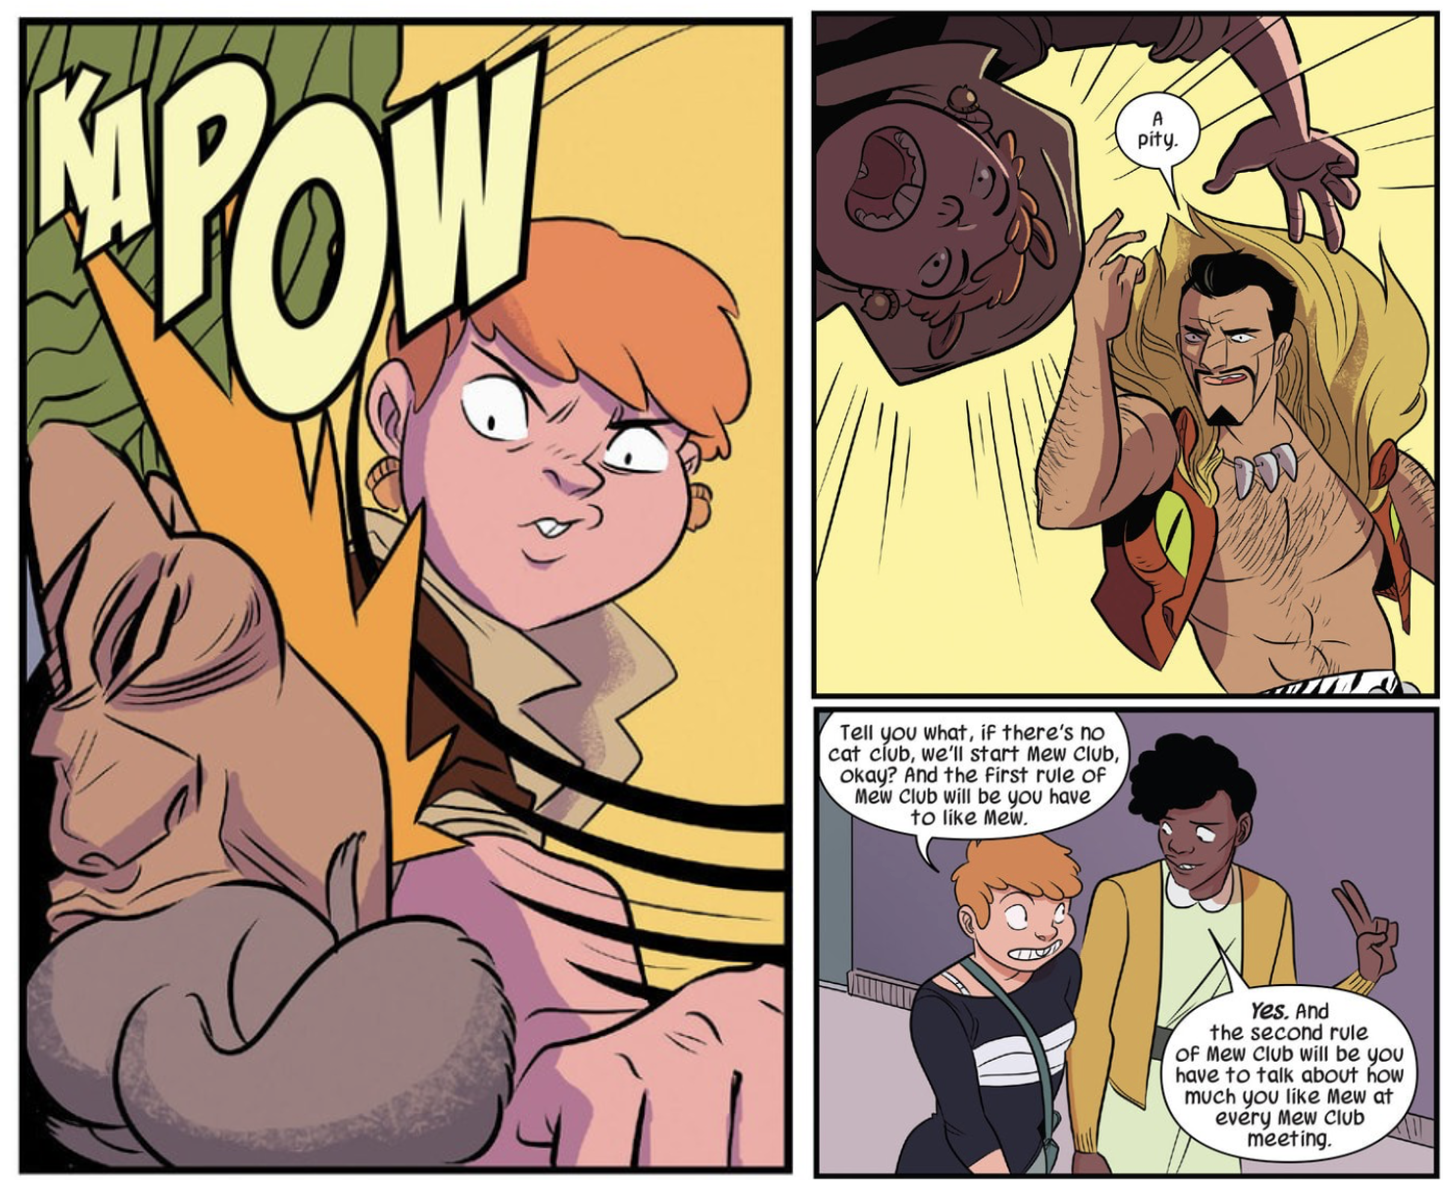 KAPOW
A
pity.
Tell you what, if there's no
cat club, we'll start Mew Club,
okay? And the first rule of
Mew Club will be you have
to like Mew.
Yes. And
the second rule
of Mew Club will be you
have to talk about how
much you like Mew at
every Mew Club
meeting.